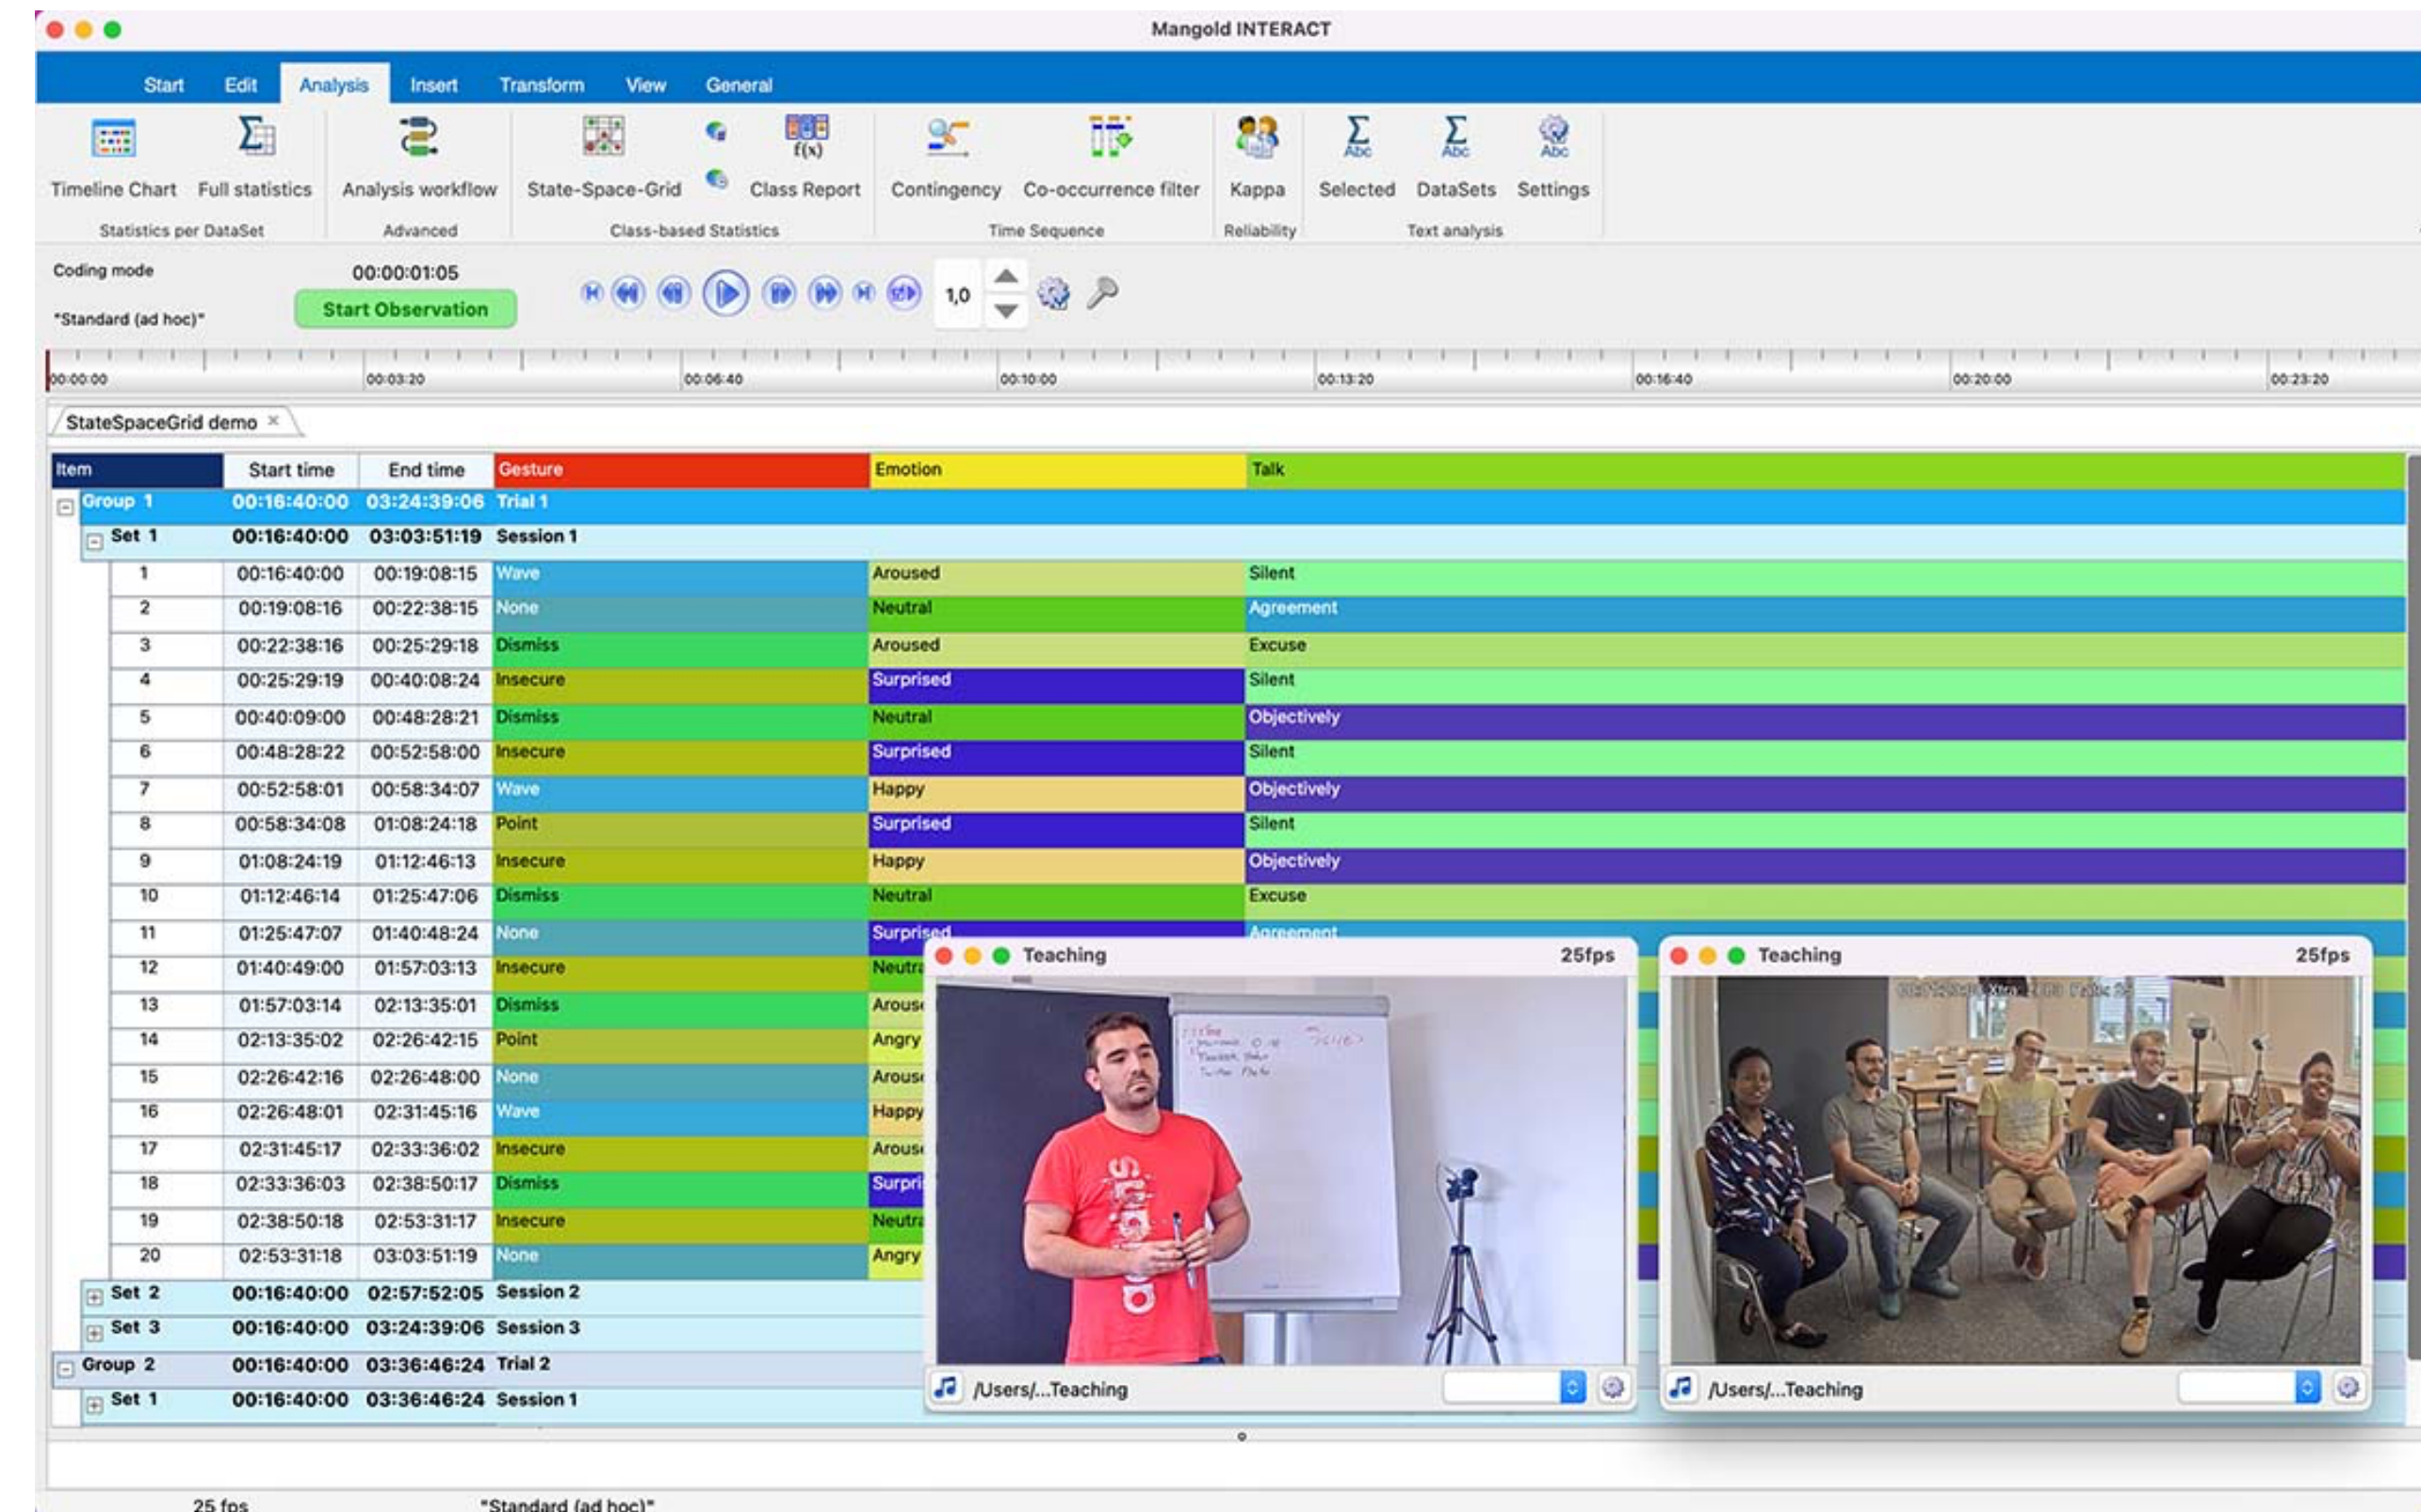 Mangold INTERACT
Start Edit Analysis Insert Transform View General
f(x) Abc Abc Abc
Timeline Chart Full statistics Analysis workflow State-Space-Grid Class Report Contingency Co-occurrence filter Kappa Selected DataSets Settings
Statistics per DataSet Advanced Class-based Statistics Time Sequence Reliability Text analysis
Coding mode 00:00:01:05
Start Observation 1,0
"Standard (ad hoc)"
00:00:00 00:03:20 00:06:40 00:10:00 00:13:20 00:16:40 00:20:00 00:23:20
StateSpaceGrid demo ×
Item Start time End time Gesture Emotion Talk
Group 1 00:16:40:00 03:24:39:06 Trial 1
Set 1 00:16:40:00 03:03:51:19 Session 1
1 00:16:40:00 00:19:08:15 Wave Aroused Silent
2 00:19:08:16 00:22:38:15 None Neutral Agreement
3 00:22:38:16 00:25:29:18 Dismiss Aroused Excuse
4 00:25:29:19 00:40:08:24 Insecure Surprised Silent
5 00:40:09:00 00:48:28:21 Dismiss Neutral Objectively
6 00:48:28:22 00:52:58:00 Insecure Surprised Silent
7 00:52:58:01 00:58:34:07 Wave Happy Objectively
8 00:58:34:08 01:08:24:18 Point Surprised Silent
9 01:08:24:19 01:12:46:13 Insecure Happy Objectively
10 01:12:46:14 01:25:47:06 Dismiss Neutral Excuse
11 01:25:47:07 01:40:48:24 None Surprised Agreement
12 01:40:49:00 01:57:03:13 Insecure Neutra
13 01:57:03:14 02:13:35:01 Dismiss Arous
14 02:13:35:02 02:26:42:15 Point Angry
15 02:26:42:16 02:26:48:00 None Arous
16 02:26:48:01 02:31:45:16 Wave Happy
17 02:31:45:17 02:33:36:02 Insecure Arous
18 02:33:36:03 02:38:50:17 Dismiss Surpri
19 02:38:50:18 02:53:31:17 Insecure Neutra
20 02:53:31:18 03:03:51:19 None Angry
Set 2 00:16:40:00 02:57:52:05 Session 2
Set 3 00:16:40:00 03:24:39:06 Session 3
Group 2 00:16:40:00 03:36:46:24 Trial 2
Set 1 00:16:40:00 03:36:46:24 Session 1
Teaching 25fps
/Users/...Teaching
Teaching 25fps
/Users/...Teaching
25 fps "Standard (ad hoc)"